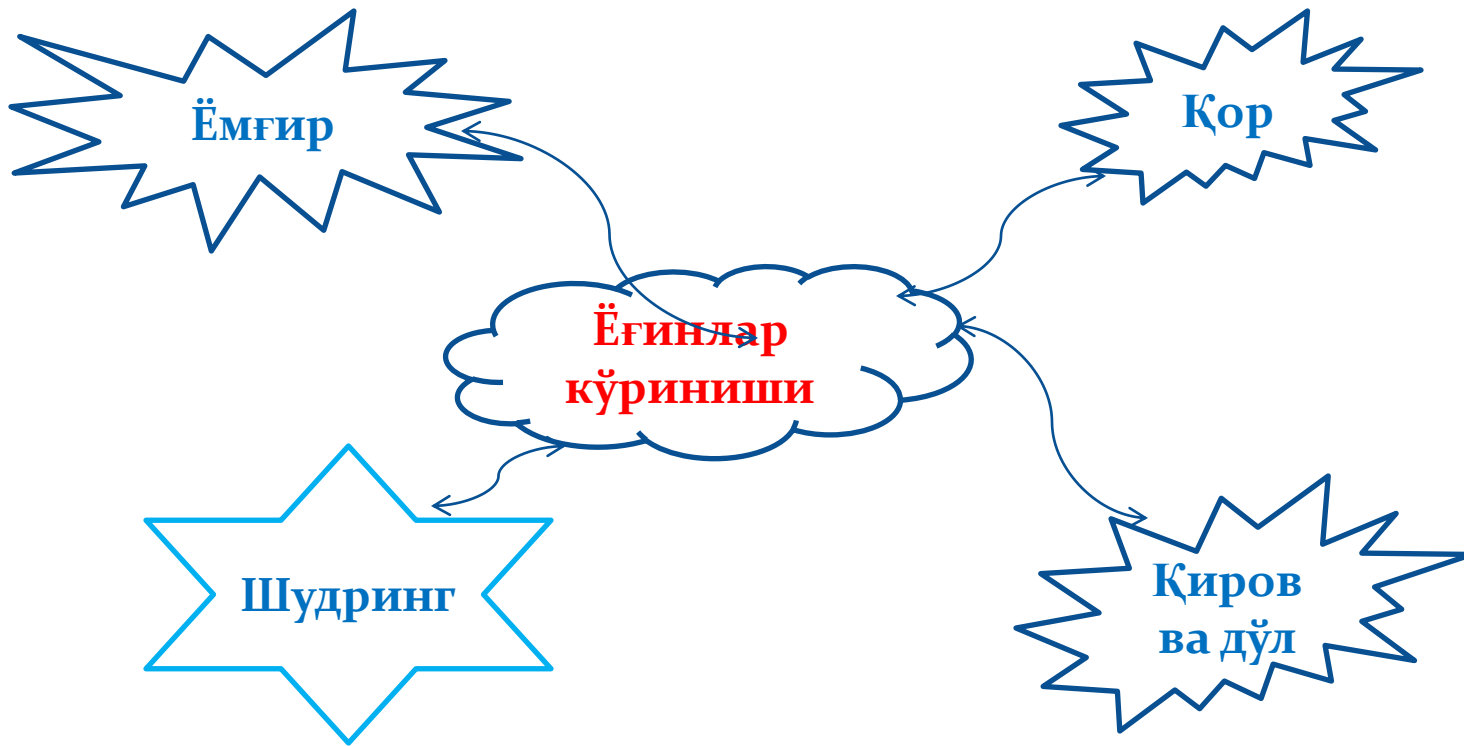 Ёмғир
Қор
Ёғинлар
кўриниши
Шудринг
Қиров
ва дўл